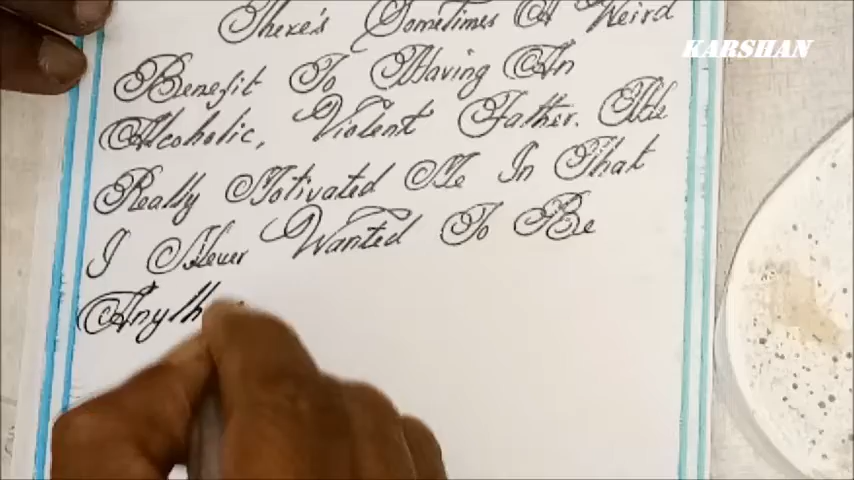 There's Sometimes A Weird
KARSHAN
Benefit To Having An
Alcoholic, Violent Father. He
Really Motivated Me In That
I Never Wanted To Be
Anyth